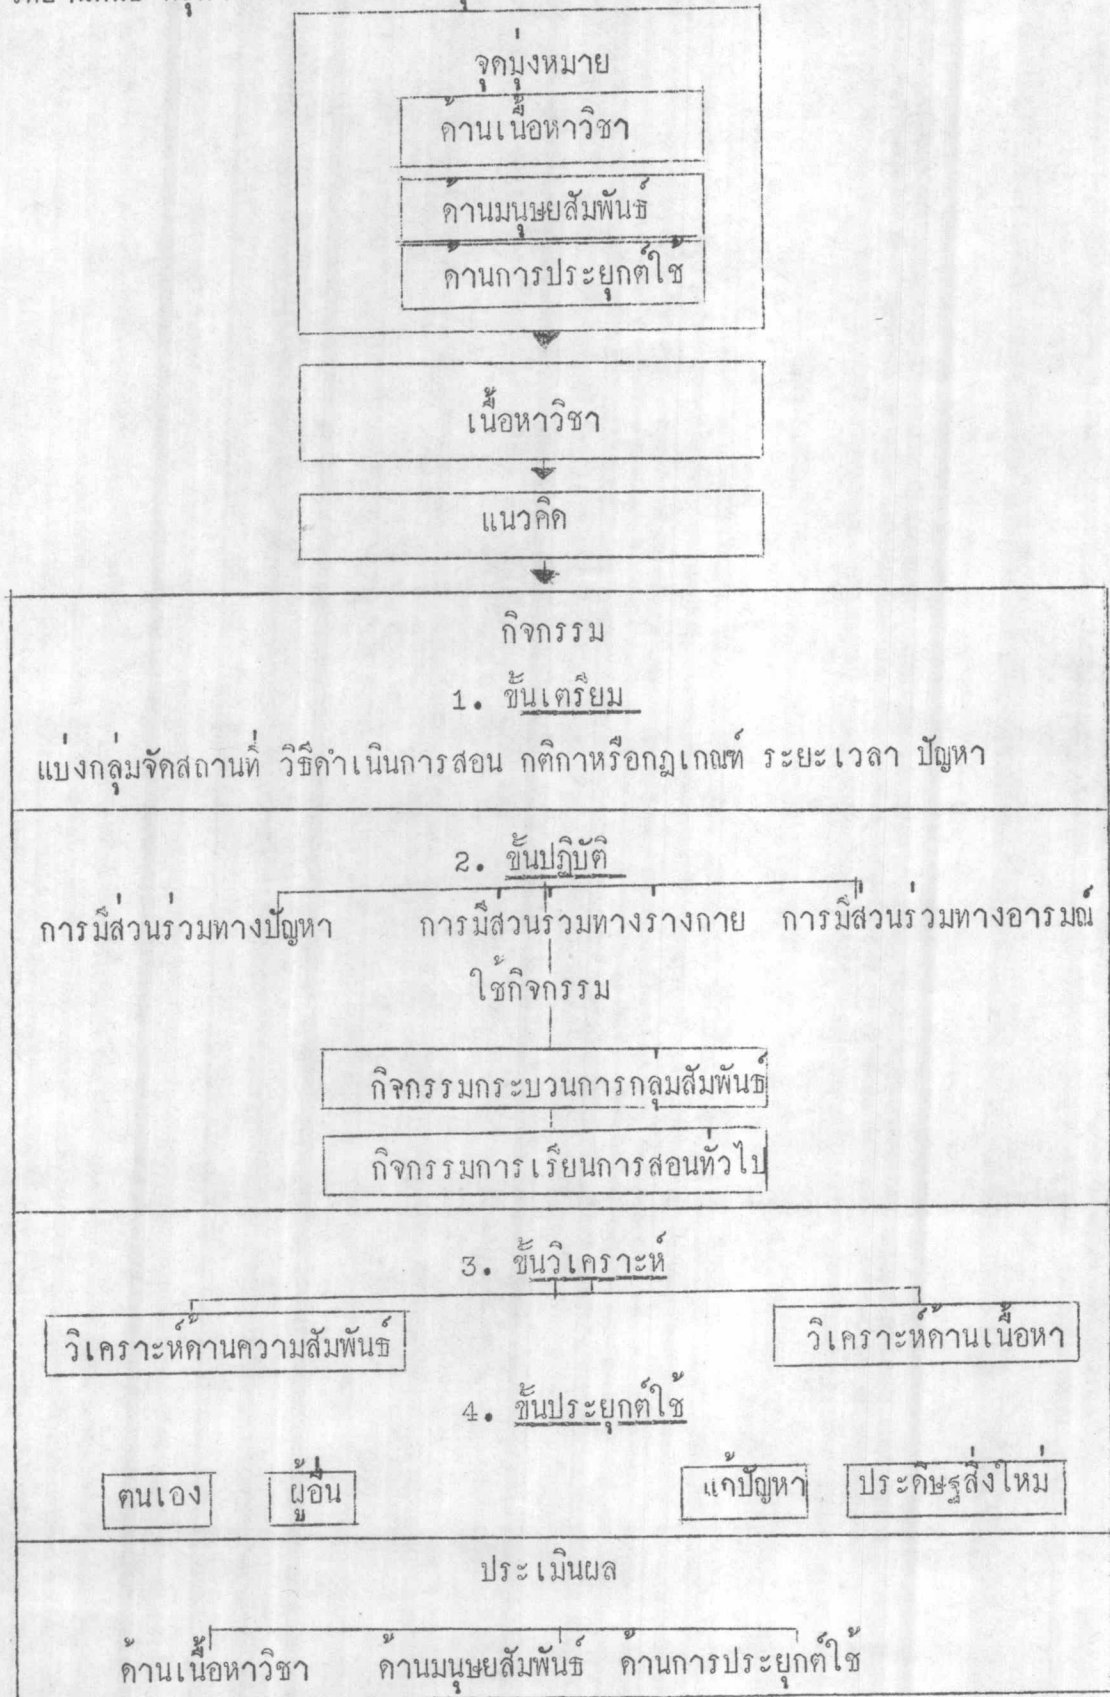 จุดมุ่งหมาย
ด้านเนื้อหาวิชา
ด้านมนุษยสัมพันธ์
ด้านการประยุกต์ใช้
เนื้อหาวิชา
แนวคิด
กิจกรรม
1. ขั้นเตรียม
แบ่งกลุ่มจัดสถานที่ วิธีดำเนินการสอน กติกาหรือกฎเกณฑ์ ระยะเวลา ปัญหา
2. ขั้นปฏิบัติ
การมีส่วนร่วมทางปัญหา การมีส่วนร่วมทางร่างกาย การมีส่วนร่วมทางอารมณ์
ใช้กิจกรรม
กิจกรรมกระบวนการกลุ่มสัมพันธ์
กิจกรรมการเรียนการสอนทั่วไป
3. ขั้นวิเคราะห์
วิเคราะห์ด้านความสัมพันธ์ วิเคราะห์ด้านเนื้อหา
4. ขั้นประยุกต์ใช้
ตนเอง ผู้อื่น แก้ปัญหา ประดิษฐสิ่งใหม่
ประเมินผล
ด้านเนื้อหาวิชา ด้านมนุษยสัมพันธ์ ด้านการประยุกต์ใช้